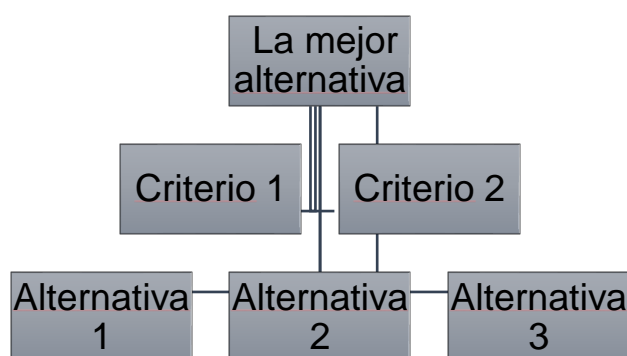 La mejor
alternativa
Criterio 1
Criterio 2
Alternativa
1
Alternativa
2
Alternativa
3